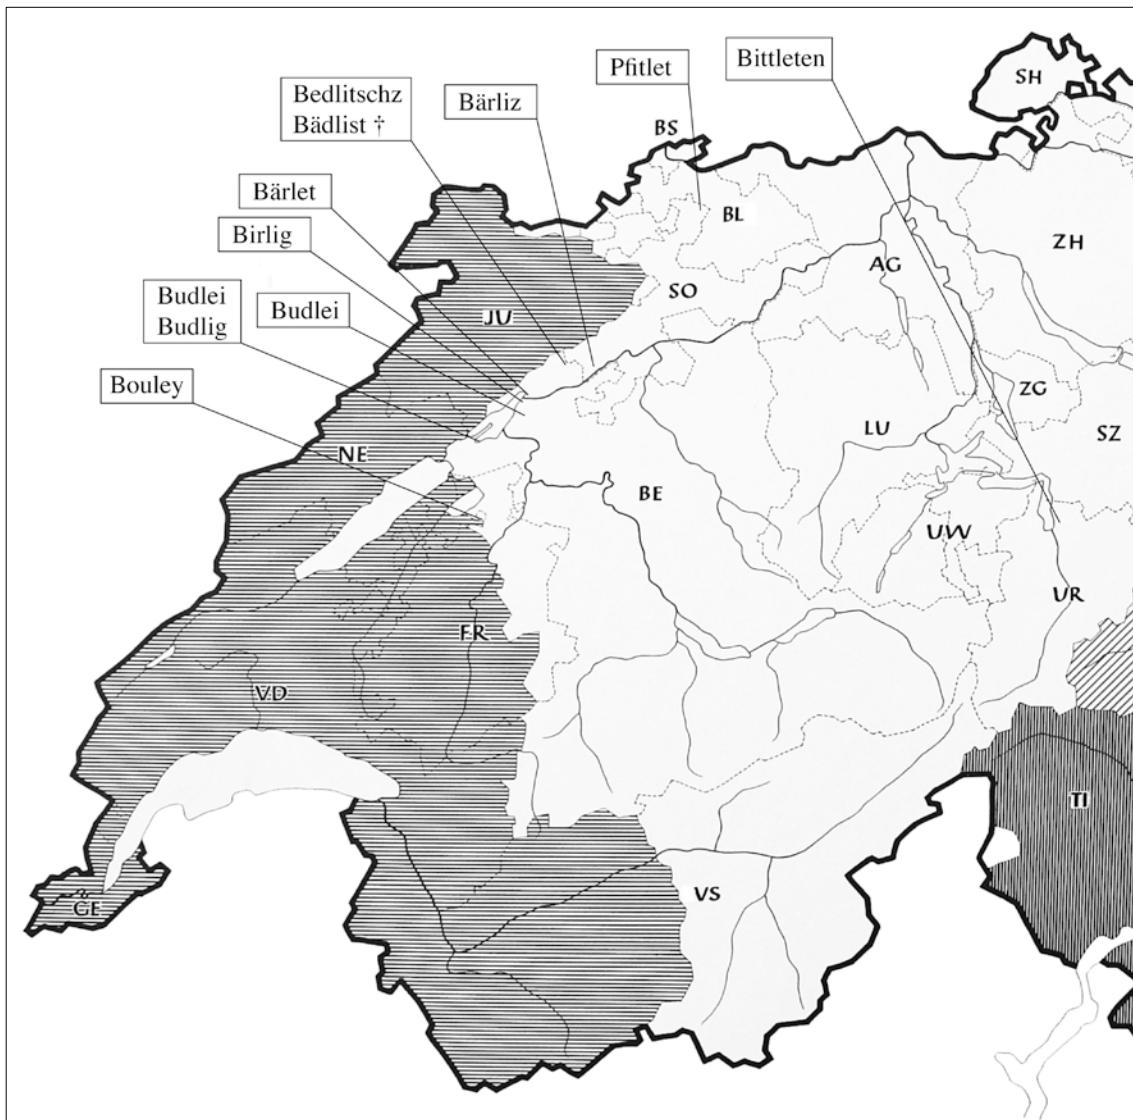 Bittleten
Pfitlet
Bedlitschz
Bädlist †
Bärliz
Bärlet
Birlig
Budlei
Budlig
Budlei
Bouley
SH
BS
BL
ZH
AG
SO
JU
ZG
LU
SZ
NE
BE
UW
UR
FR
VD
TI
VS
GE